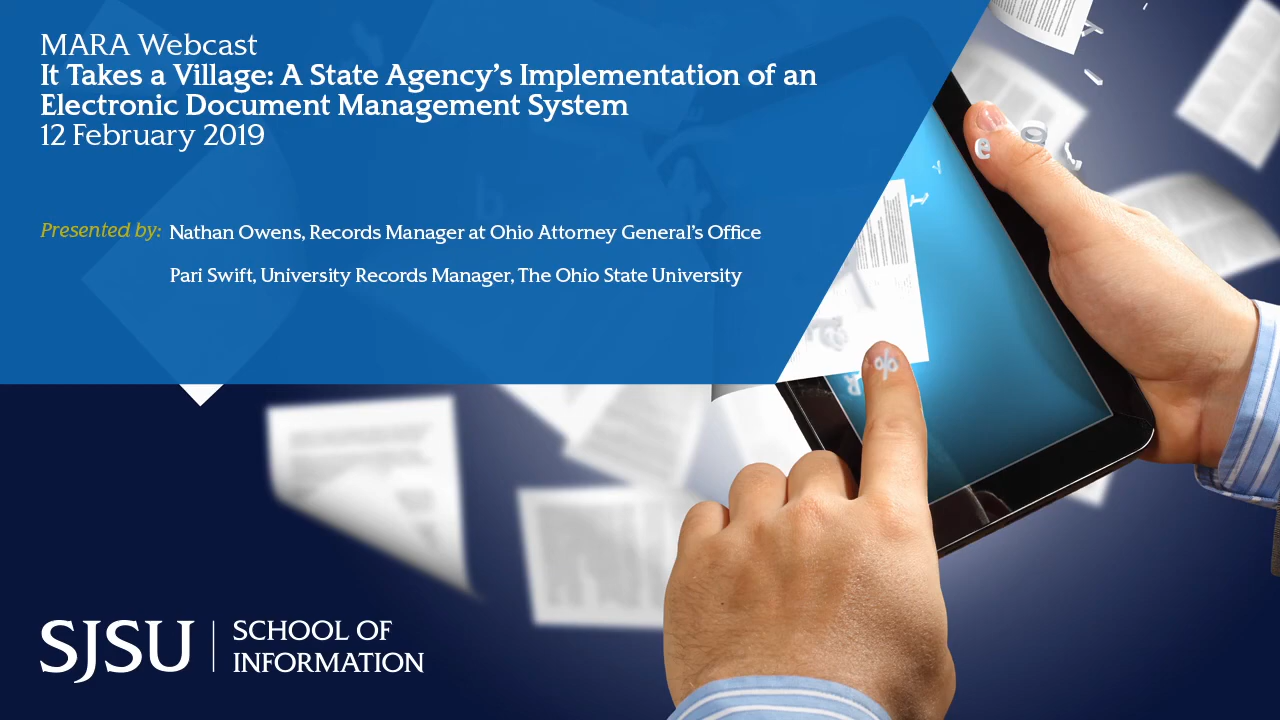 MARA Webcast
It Takes a Village: A State Agency’s Implementation of an
Electronic Document Management System
12 February 2019
Presented by: Nathan Owens, Records Manager at Ohio Attorney General’s Office
Pari Swift, University Records Manager, The Ohio State University
SJSU
SCHOOL OF
INFORMATION